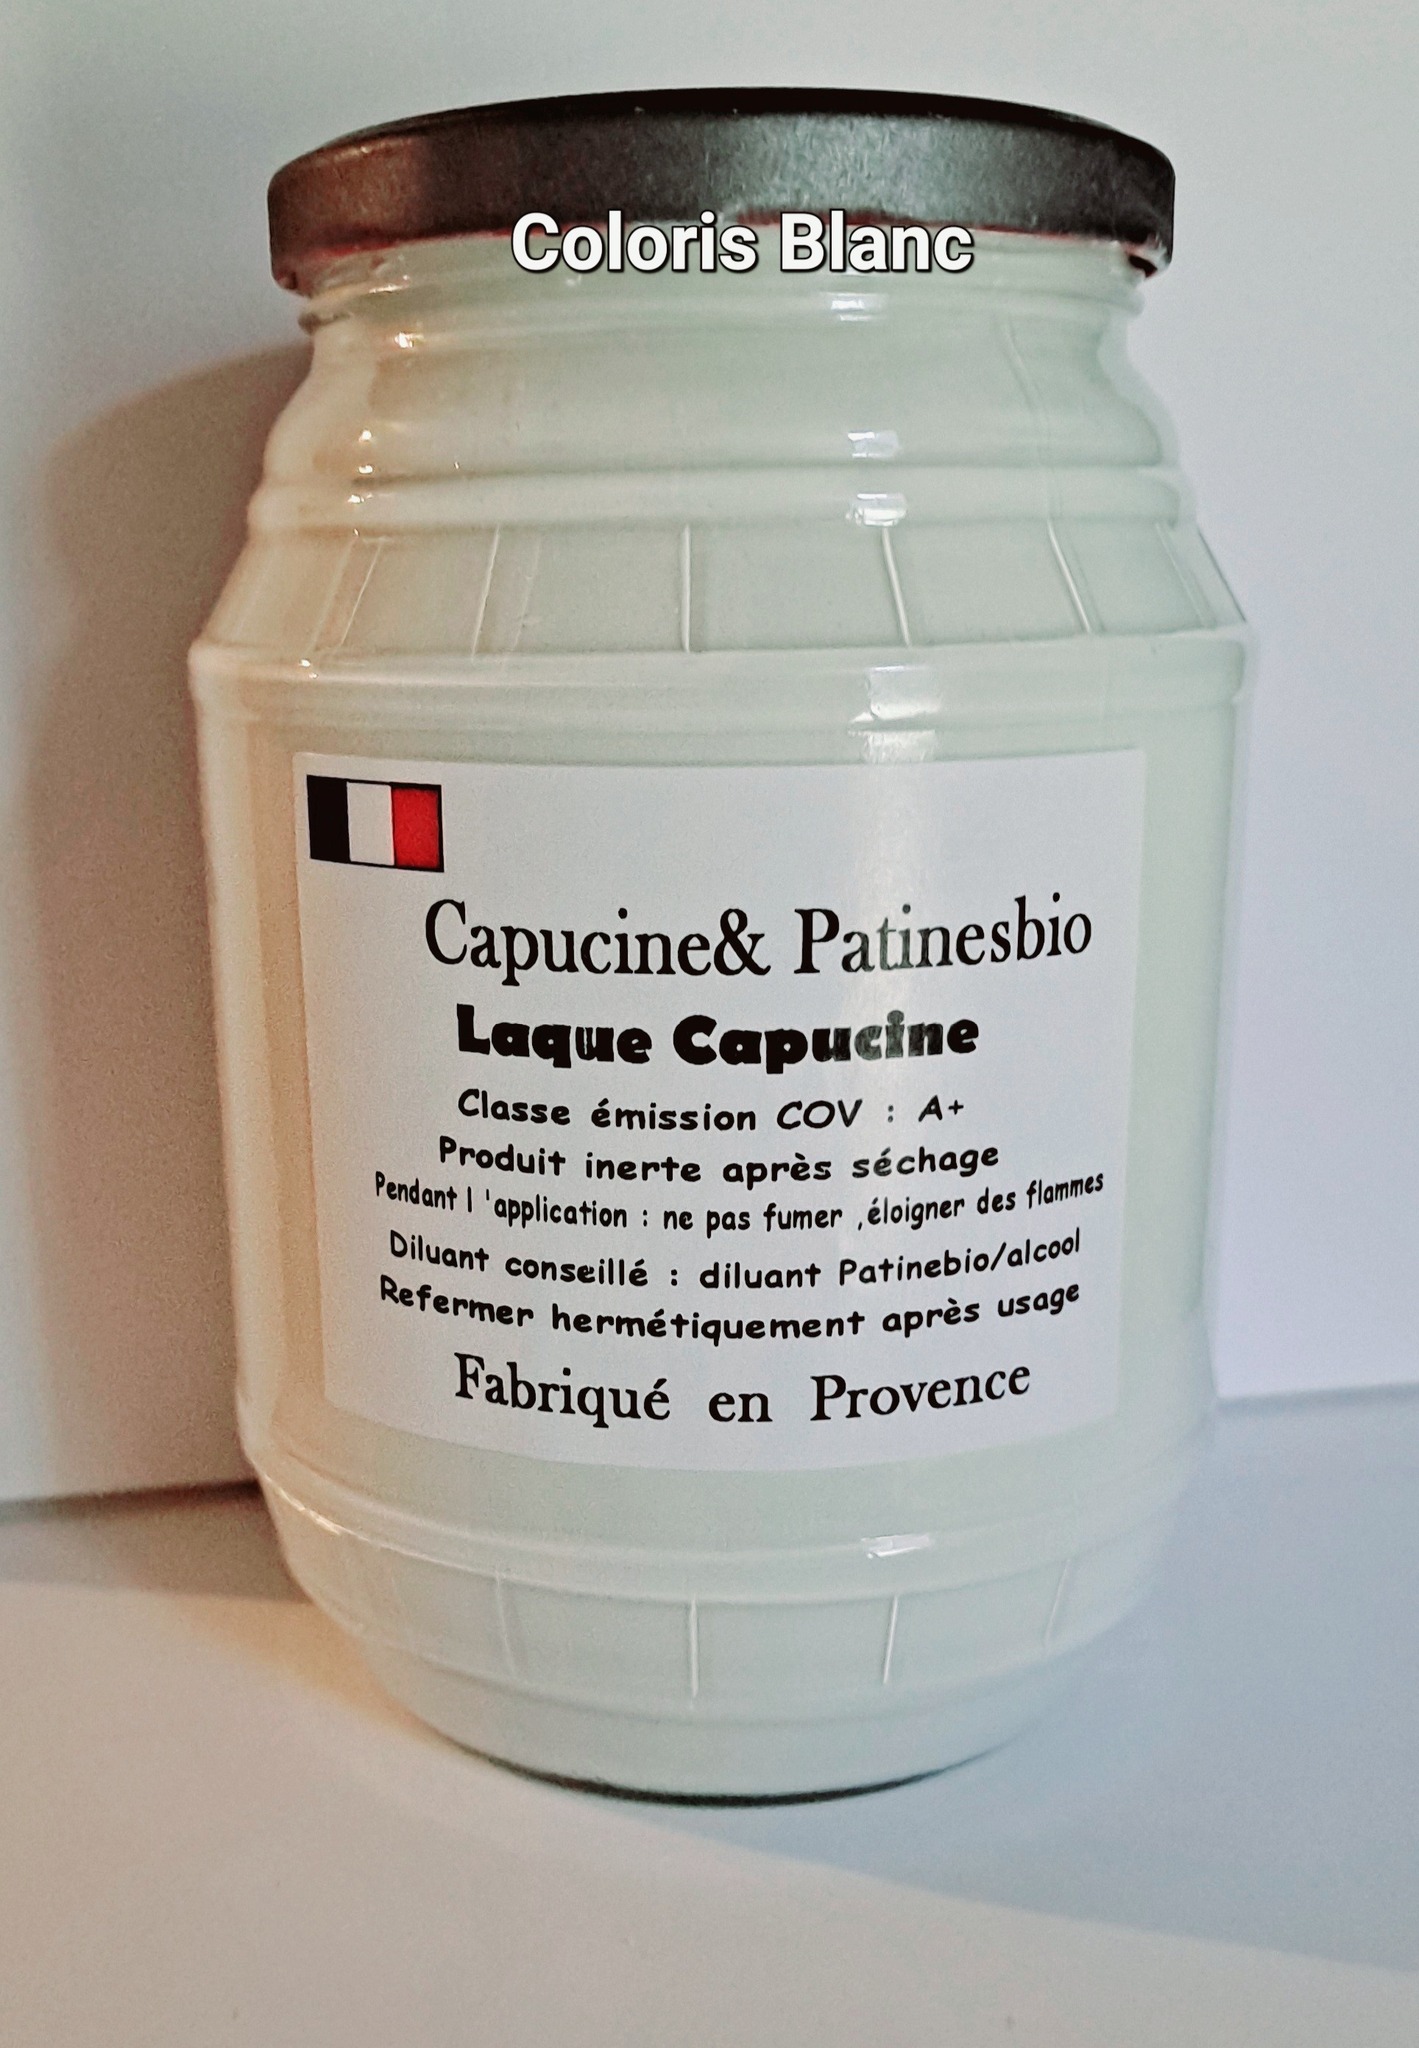 Coloris Blanc
Capucine& Patinesbio
Laque Capucine
Classe émission COV : A+
Produit inerte après séchage
Pendant l 'application : ne pas fumer ,éloigner des flammes
Diluant conseillé : diluant Patinebio/alcool
Refermer hermétiquement après usage
Fabriqué en Provence